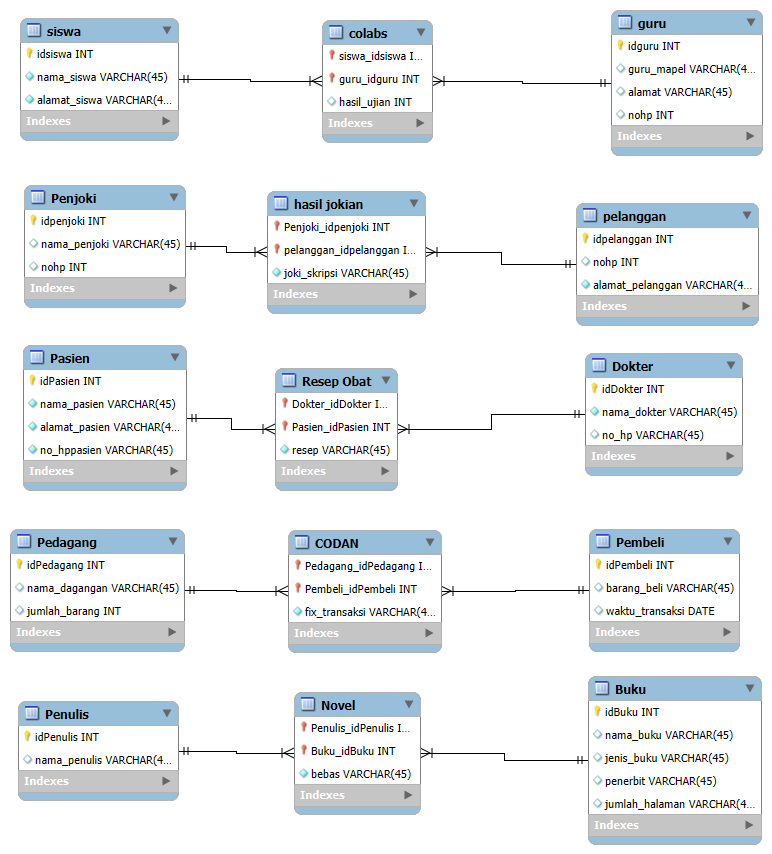 siswa
idsiswa INT
nama_siswa VARCHAR(45)
alamat_siswa VARCHAR(4...
Indexes
colabs
siswa_idsiswa I...
guru_idguru INT
hasil_ujian INT
Indexes
guru
idguru INT
guru_mapel VARCHAR(4...
alamat VARCHAR(45)
nohp INT
Indexes
Penjoki
idpenjoki INT
nama_penjoki VARCHAR(45)
nohp INT
Indexes
hasil jokian
Penjoki_idpenjoki INT
pelanggan_idpelanggan I...
joki_skripsi VARCHAR(45)
Indexes
pelanggan
idpelanggan INT
nohp INT
alamat_pelanggan VARCHAR(4...
Indexes
Pasien
idPasien INT
nama_pasien VARCHAR(45)
alamat_pasien VARCHAR(4...
no_hppasien VARCHAR(45)
Indexes
Resep Obat
Dokter_idDokter I...
Pasien_idPasien INT
resep VARCHAR(45)
Indexes
Dokter
idDokter INT
nama_dokter VARCHAR(45)
no_hp VARCHAR(45)
Indexes
Pedagang
idPedagang INT
nama_dagangan VARCHAR(45)
jumlah_barang INT
Indexes
CODAN
Pedagang_idPedagang I...
Pembeli_idPembeli INT
fix_transaksi VARCHAR(4...
Indexes
Pembeli
idPembeli INT
barang_beli VARCHAR(45)
waktu_transaksi DATE
Indexes
Penulis
idPenulis INT
nama_penulis VARCHAR(4...
Indexes
Novel
Penulis_idPenulis I...
Buku_idBuku INT
bebas VARCHAR(45)
Indexes
Buku
idBuku INT
nama_buku VARCHAR(45)
jenis_buku VARCHAR(45)
penerbit VARCHAR(45)
jumlah_halaman VARCHAR(4...
Indexes